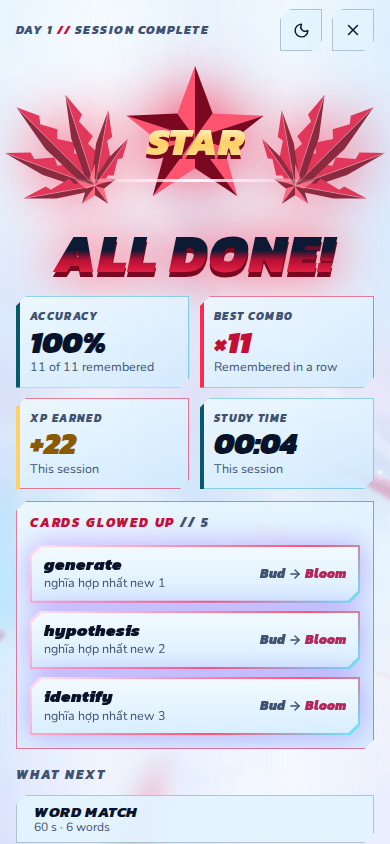 DAY 1 // SESSION COMPLETE
STAR
ALL DONE!
ACCURACY
100%
11 of 11 remembered
BEST COMBO
×11
Remembered in a row
XP EARNED
+22
This session
STUDY TIME
00:04
This session
CARDS GLOWED UP // 5
generate
nghĩa hợp nhất new 1
Bud → Bloom
hypothesis
nghĩa hợp nhất new 2
Bud → Bloom
identify
nghĩa hợp nhất new 3
Bud → Bloom
WHAT NEXT
WORD MATCH
60 s · 6 words